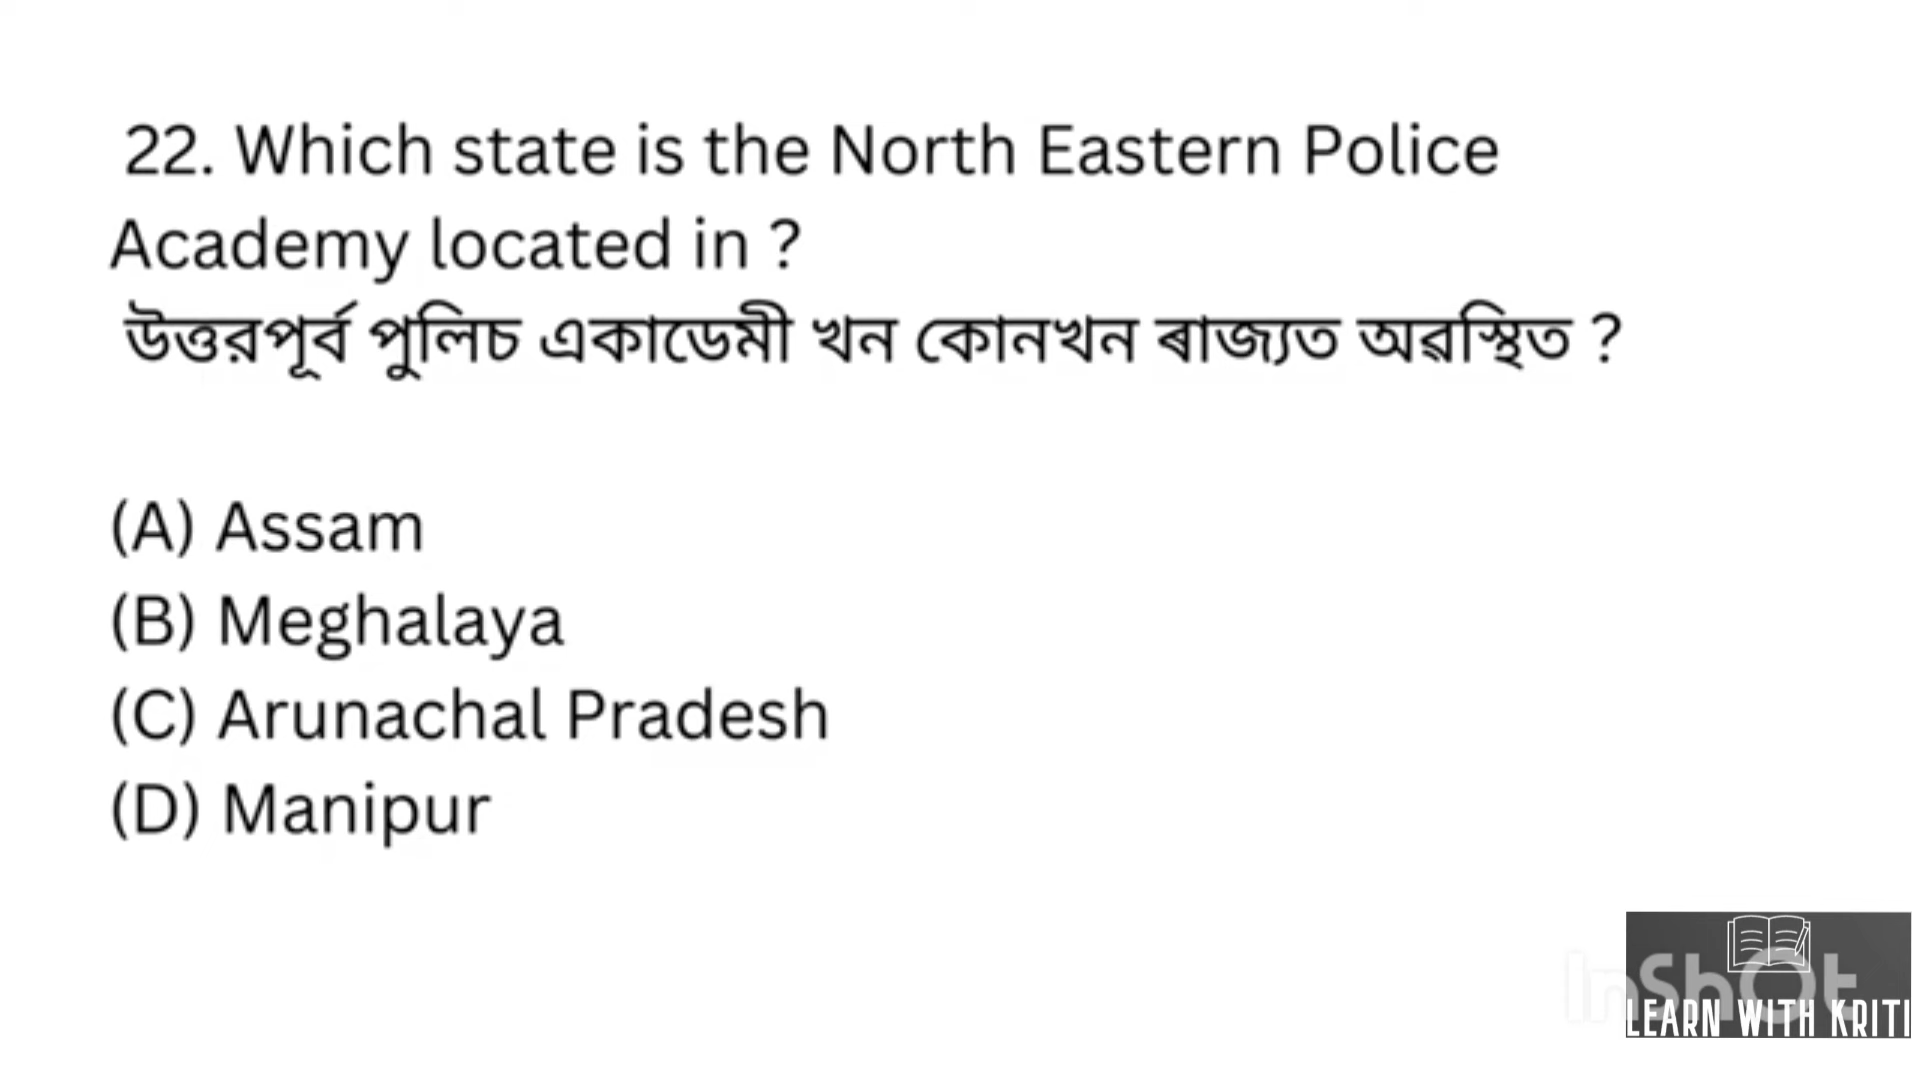 22. Which state is the North Eastern Police
Academy located in ?
উত্তরপূর্ব পুলিচ একাডেমী খন কোনখন ৰাজ্যত অৱস্থিত ?
(A) Assam
(B) Meghalaya
(C) Arunachal Pradesh
(D) Manipur
InShOt
LEARN WITH KRITI